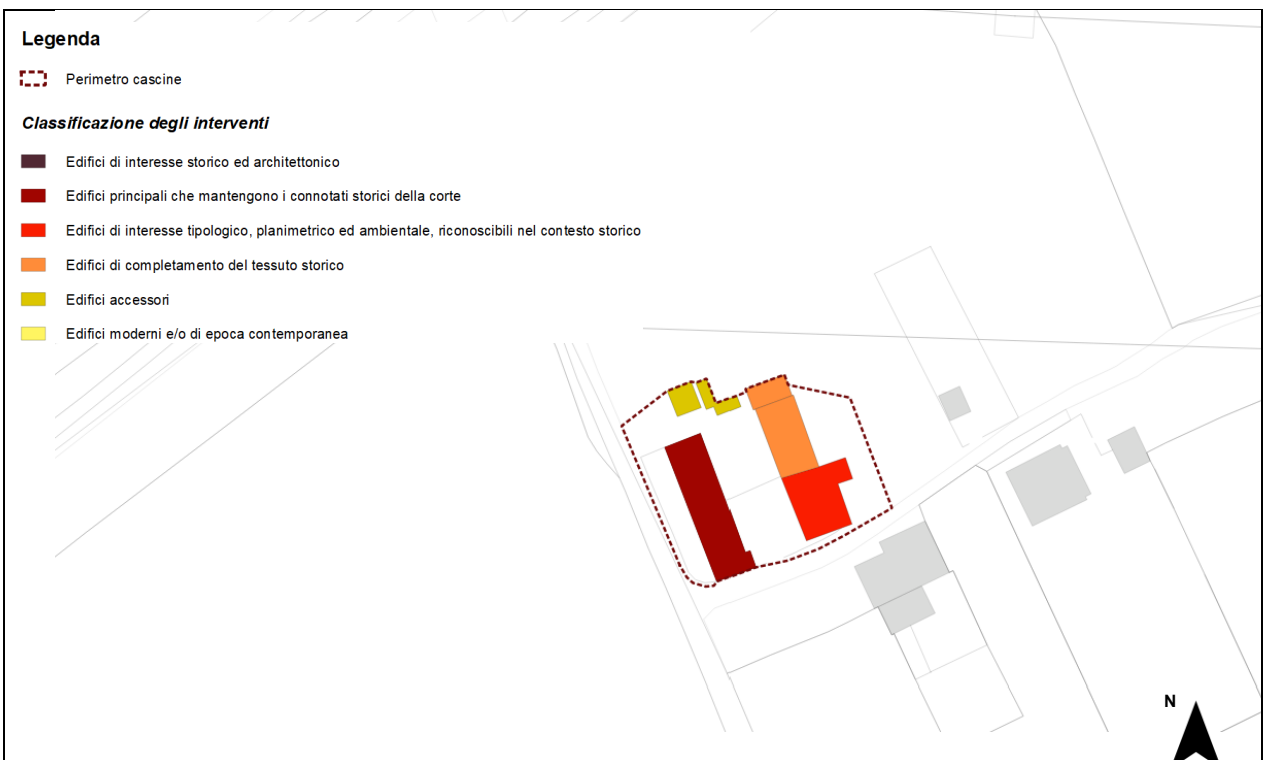 Legenda
Perimetro cascine
Classificazione degli interventi
Edifici di interesse storico ed architettonico
Edifici principali che mantengono i connotati storici della corte
Edifici di interesse tipologico, planimetrico ed ambientale, riconoscibili nel contesto storico
Edifici di completamento del tessuto storico
Edifici accessori
Edifici moderni e/o di epoca contemporanea
N